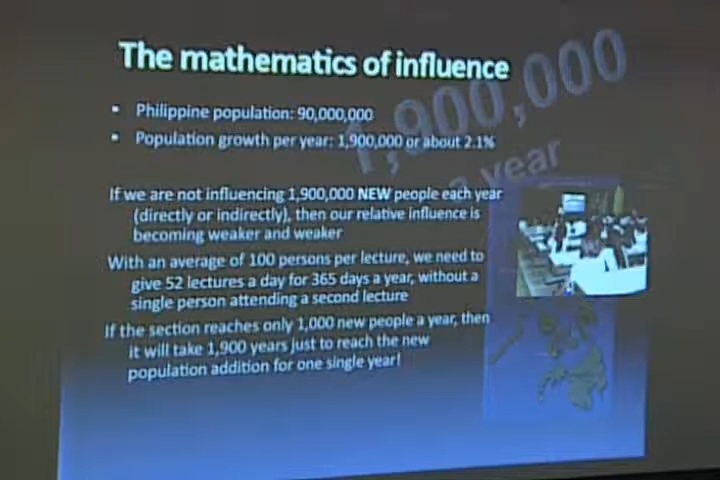 The mathematics of influence
1,900,000
a year
▪ Philippine population: 90,000,000
▪ Population growth per year: 1,900,000 or about 2.1%
If we are not influencing 1,900,000 NEW people each year
(directly or indirectly), then our relative influence is
becoming weaker and weaker
With an average of 100 persons per lecture, we need to
give 52 lectures a day for 365 days a year, without a
single person attending a second lecture
If the section reaches only 1,000 new people a year, then
it will take 1,900 years just to reach the new
population addition for one single year!